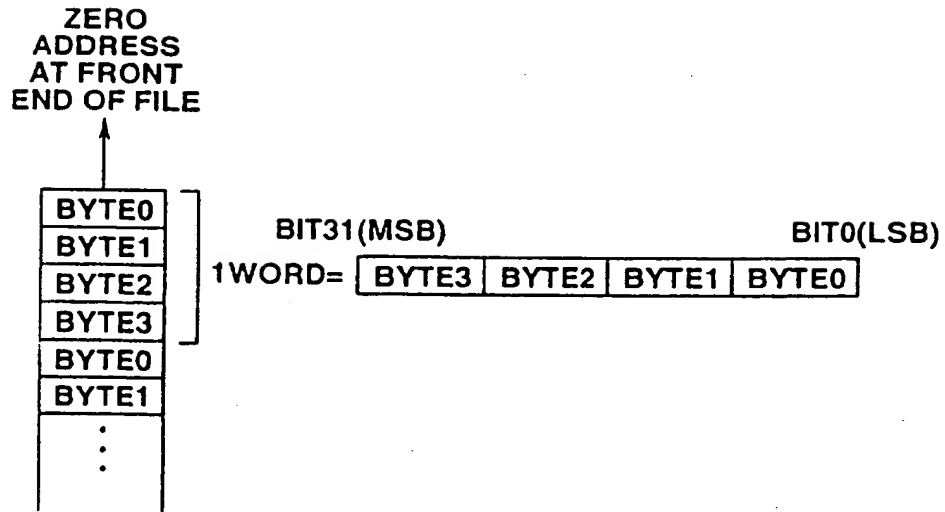 ZERO
ADDRESS
AT FRONT
END OF FILE
BYTE0
BYTE1
BYTE2
BYTE3
BYTE0
BYTE1
BIT31(MSB) BIT0(LSB)
1WORD= BYTE3 BYTE2 BYTE1 BYTE0